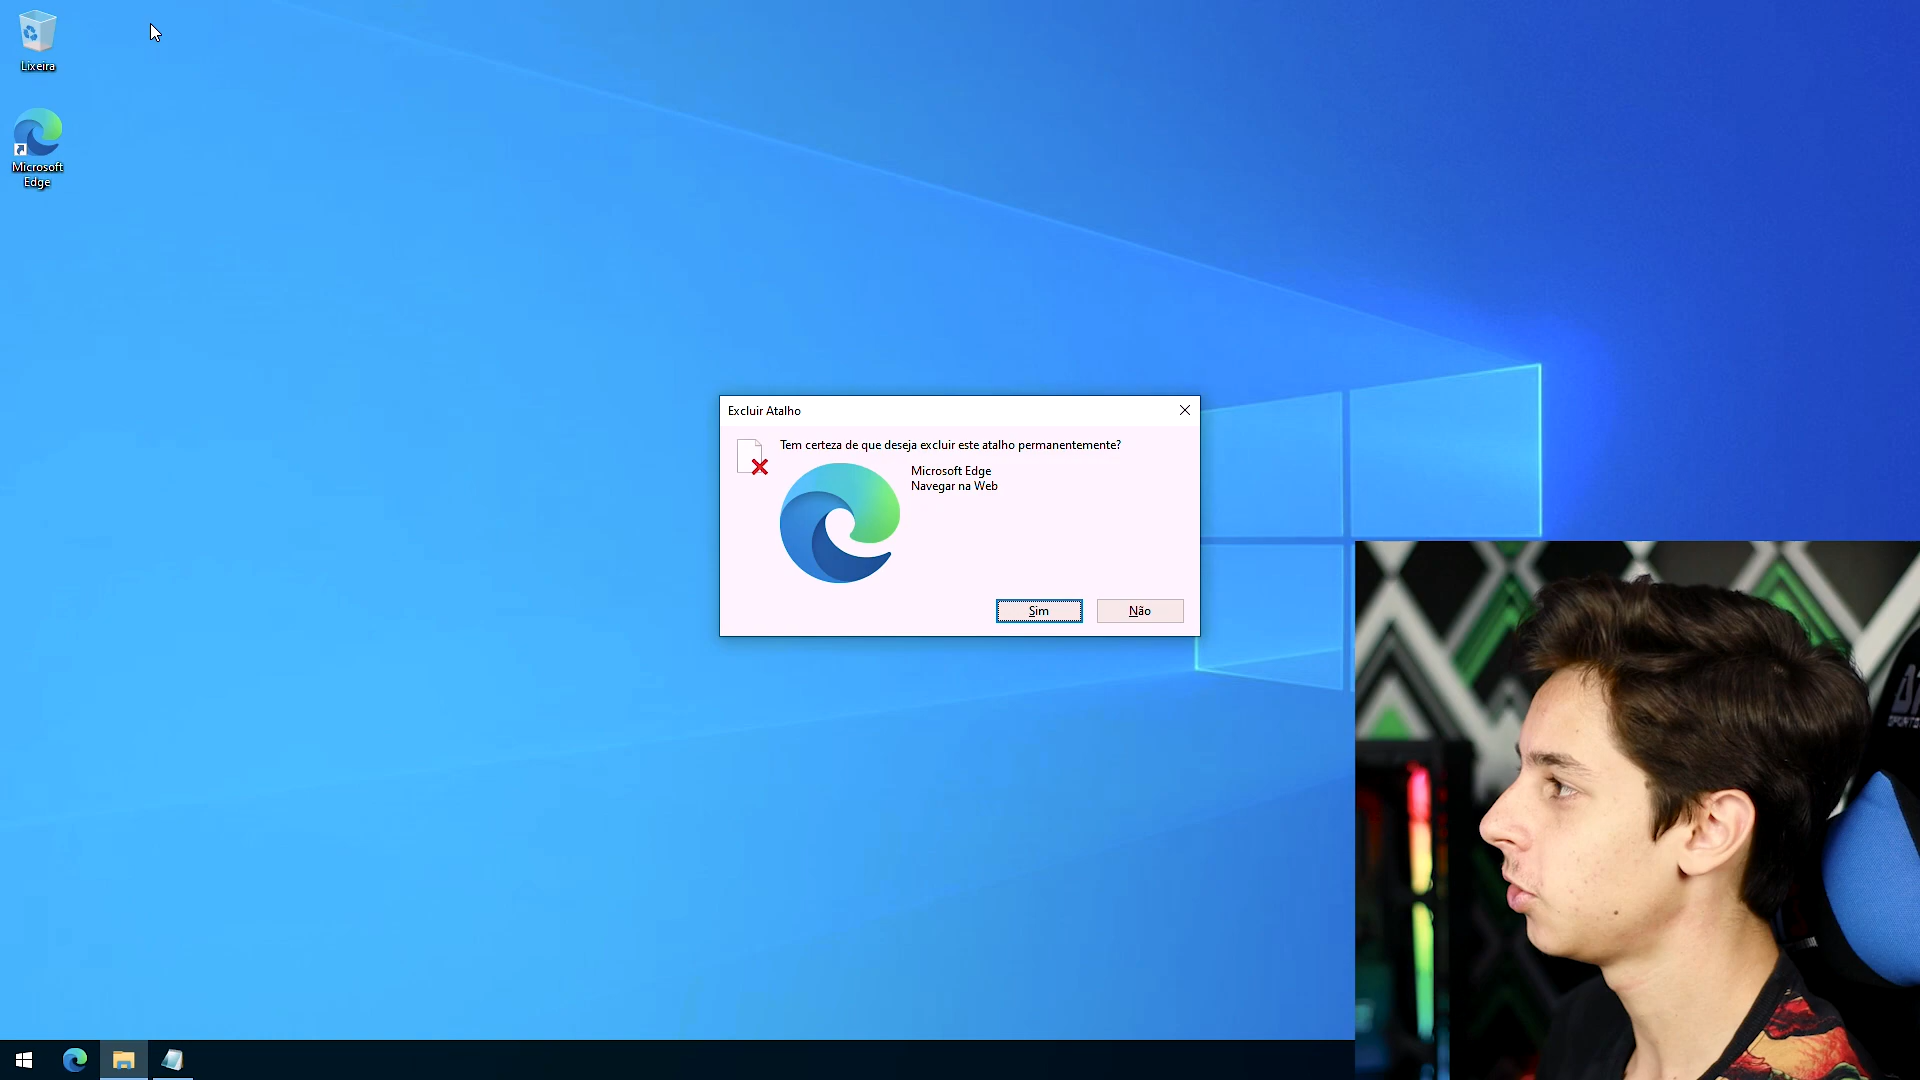 Lixeira
Microsoft
Edge
Excluir Atalho
Tem certeza de que deseja excluir este atalho permanentemente?
Microsoft Edge
Navegar na Web
Sim
Não